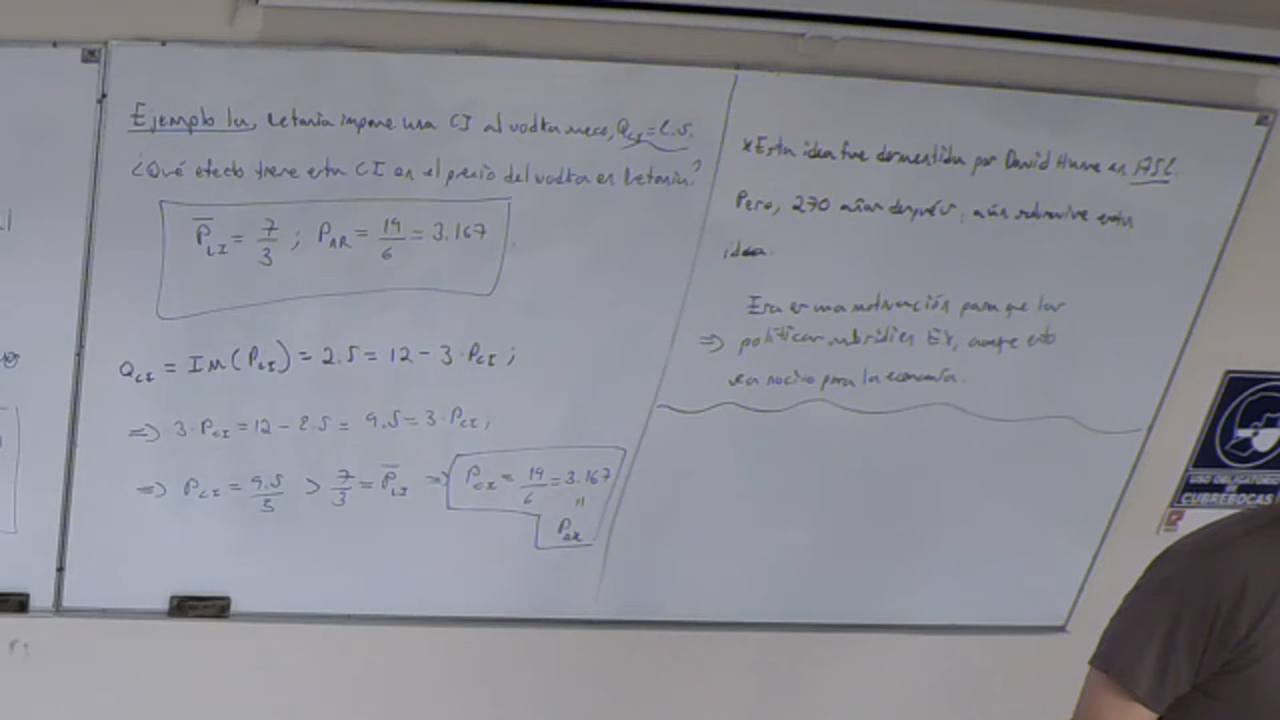 Ejemplo 1u, Letonia impone una CI al vodka ruso, Q_CI = 2.5.
¿Qué efecto tiene esta CI en el precio del vodka en Letonia?
P̅_LI = 7/3 ; P_AR = 19/6 = 3.167
Q_CI = IM(P_CI) = 2.5 = 12 - 3·P_CI ;
=> 3·P_CI = 12 - 2.5 = 9.5 = 3·P_CI ;
=> P_CI = 9.5/3 > 7/3 = P̅_LI => P_CI = 19/6 = 3.167
"
P_AR
*Esta idea fue desmentida por David Hume en 1752.
Pero, 270 años después, aún sobrevive esta
idea.
Esa es una motivación para que los
=> políticos subsidien EX, aunque esto
sea nocivo para la economía.
USO OBLIGATORIO
DE
CUBREBOCAS